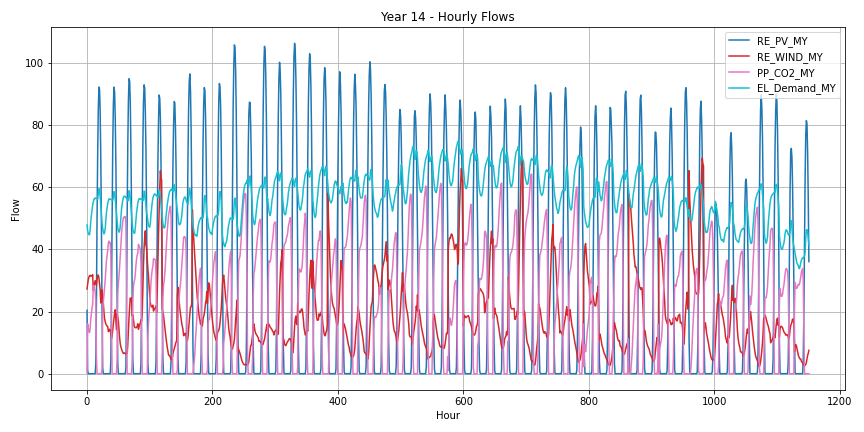 Year 14 - Hourly Flows
RE_PV_MY
RE_WIND_MY
PP_CO2_MY
EL_Demand_MY
Flow
100
80
60
40
20
0
0
200
400
600
800
1000
1200
Hour